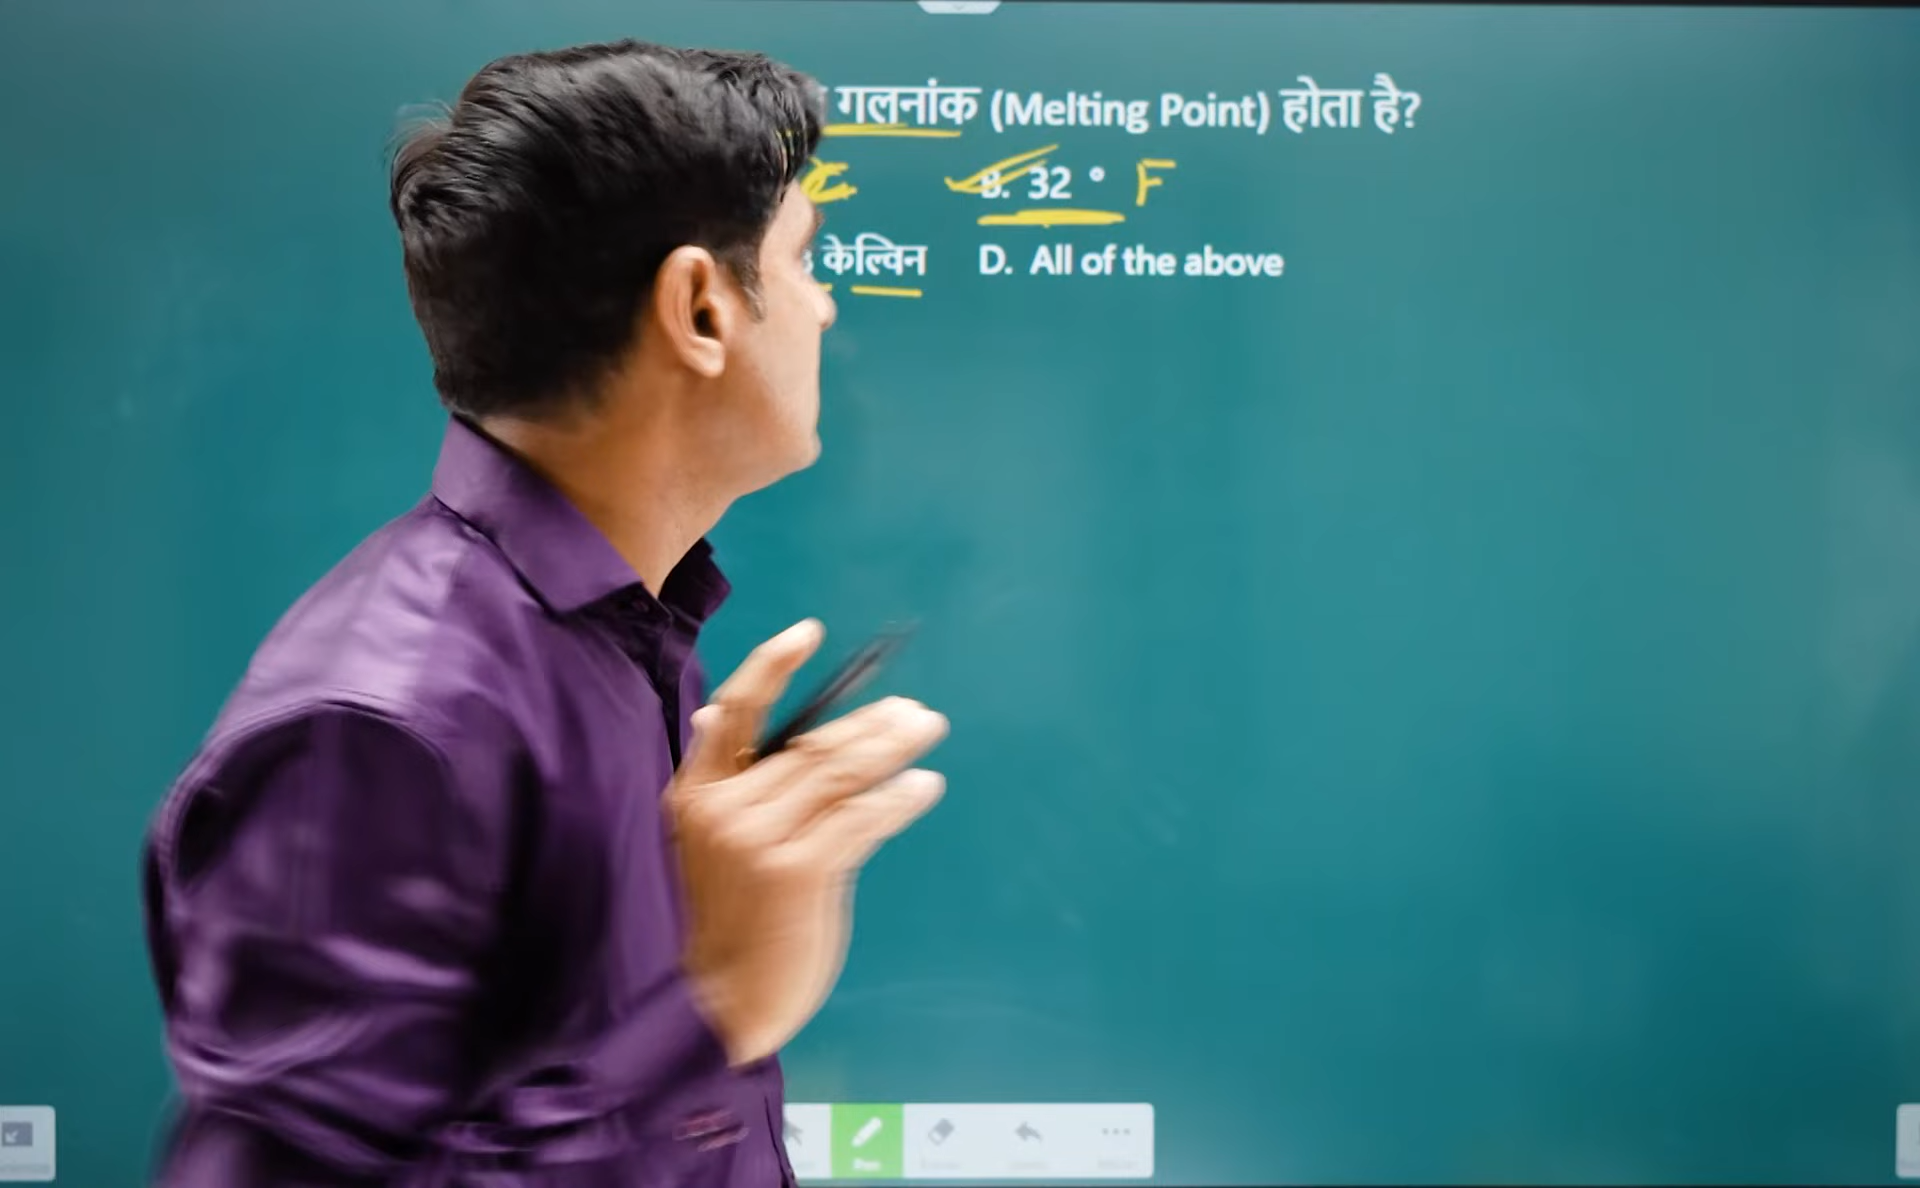 गलनांक (Melting Point) होता है?
B. 32 ° F
केल्विन D. All of the above